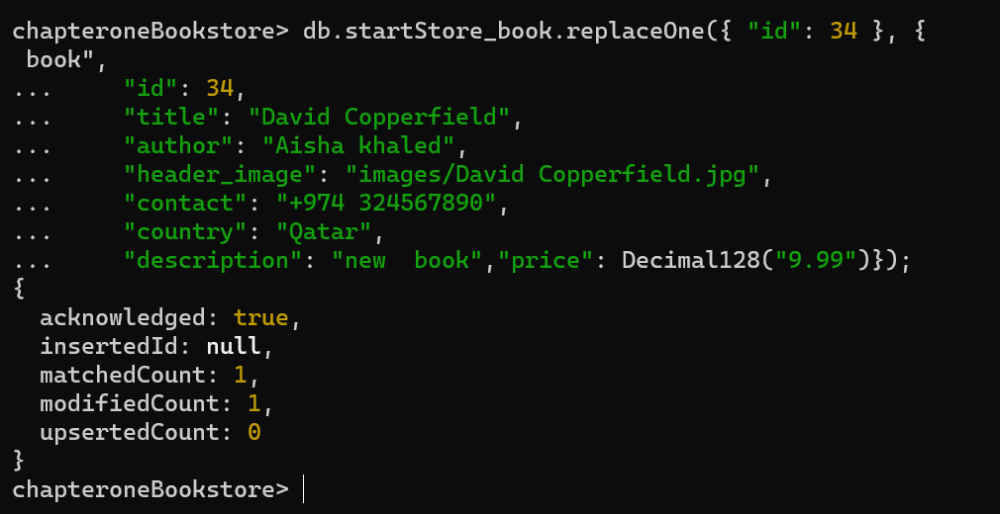 chapteroneBookstore> db.startStore_book.replaceOne({ "id": 34 }, {
 book",
...     "id": 34,
...     "title": "David Copperfield",
...     "author": "Aisha khaled",
...     "header_image": "images/David Copperfield.jpg",
...     "contact": "+974 324567890",
...     "country": "Qatar",
...     "description": "new  book","price": Decimal128("9.99")});
{
  acknowledged: true,
  insertedId: null,
  matchedCount: 1,
  modifiedCount: 1,
  upsertedCount: 0
}
chapteroneBookstore>